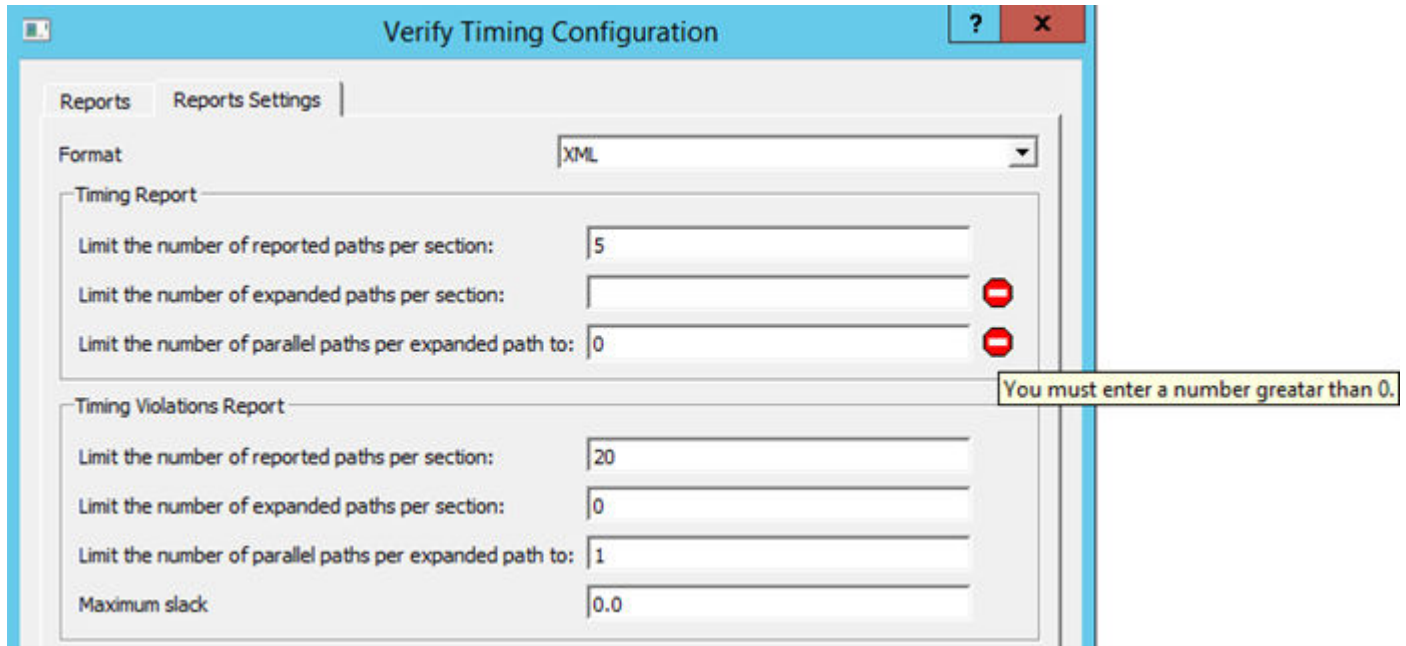 Verify Timing Configuration
? x
Reports Reports Settings
Format XML
Timing Report
Limit the number of reported paths per section: 5
Limit the number of expanded paths per section:
Limit the number of parallel paths per expanded path to: 0
You must enter a number greatar than 0.
Timing Violations Report
Limit the number of reported paths per section: 20
Limit the number of expanded paths per section: 0
Limit the number of parallel paths per expanded path to: 1
Maximum slack 0.0